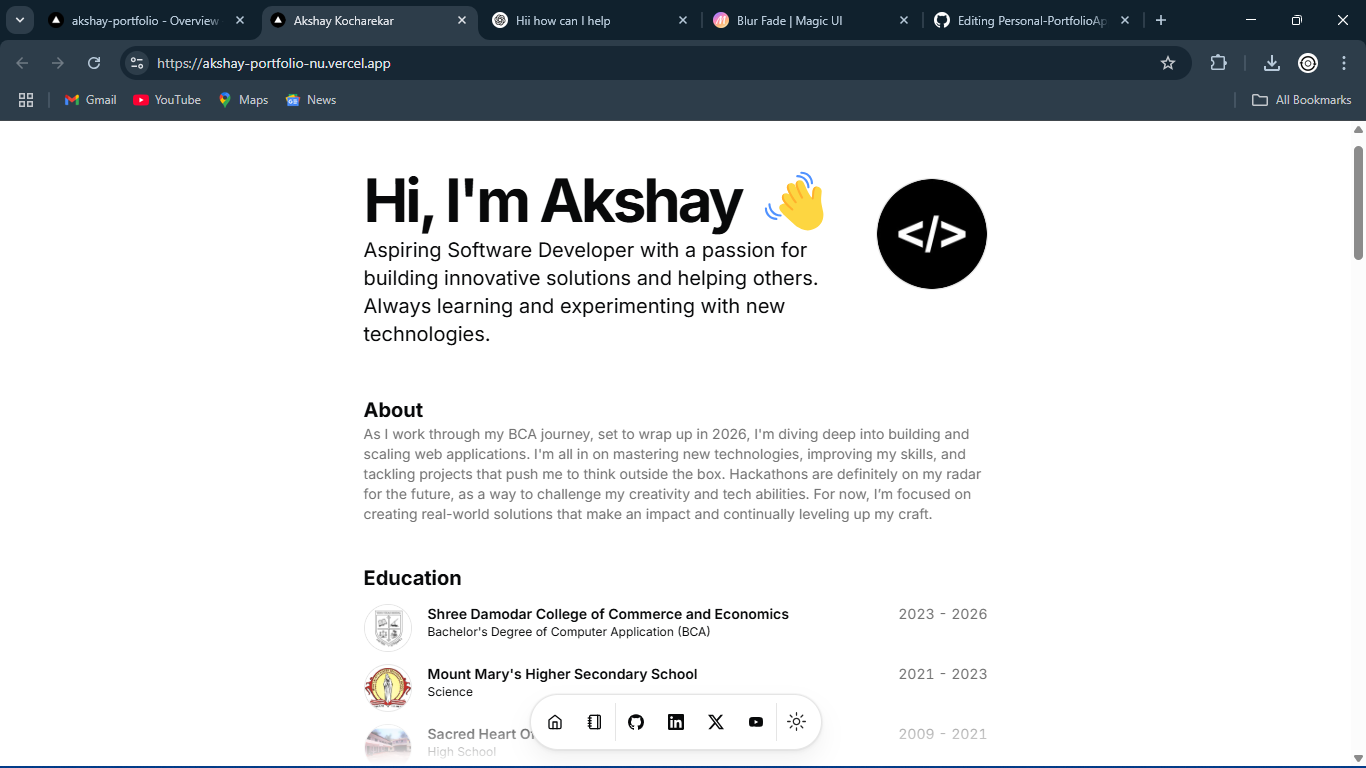 akshay-portfolio - Overview
Akshay Kocharekar
Hii how can I help
Blur Fade | Magic UI
Editing Personal-PortfolioAp
https://akshay-portfolio-nu.vercel.app
Gmail
YouTube
Maps
News
All Bookmarks
Hi, I'm Akshay 👋
</>
Aspiring Software Developer with a passion for
building innovative solutions and helping others.
Always learning and experimenting with new
technologies.
About
As I work through my BCA journey, set to wrap up in 2026, I'm diving deep into building and
scaling web applications. I'm all in on mastering new technologies, improving my skills, and
tackling projects that push me to think outside the box. Hackathons are definitely on my radar
for the future, as a way to challenge my creativity and tech abilities. For now, I’m focused on
creating real-world solutions that make an impact and continually leveling up my craft.
Education
Shree Damodar College of Commerce and Economics 2023 - 2026
Bachelor's Degree of Computer Application (BCA)
Mount Mary's Higher Secondary School 2021 - 2023
Science
Sacred Heart 2009 - 2021
High School